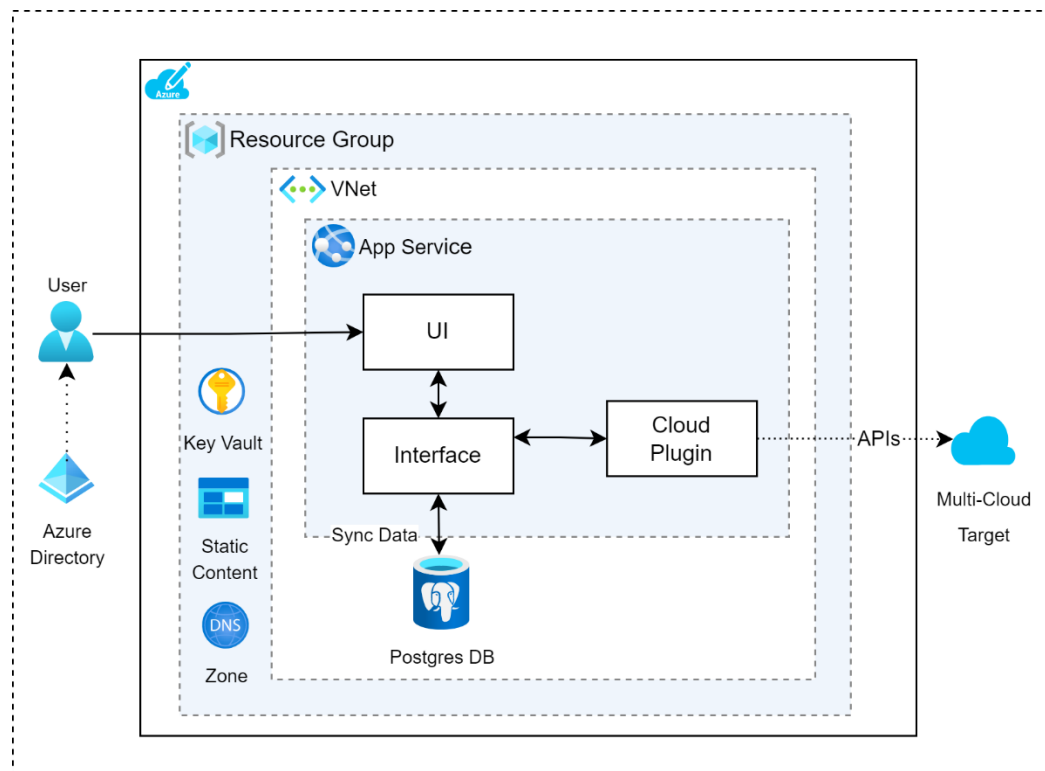 Azure
Resource Group
VNet
App Service
User
UI
Key Vault
Interface
Cloud
Plugin
APIs
Multi-Cloud
Target
Azure
Directory
Static
Content
Sync Data
DNS
Zone
Postgres DB